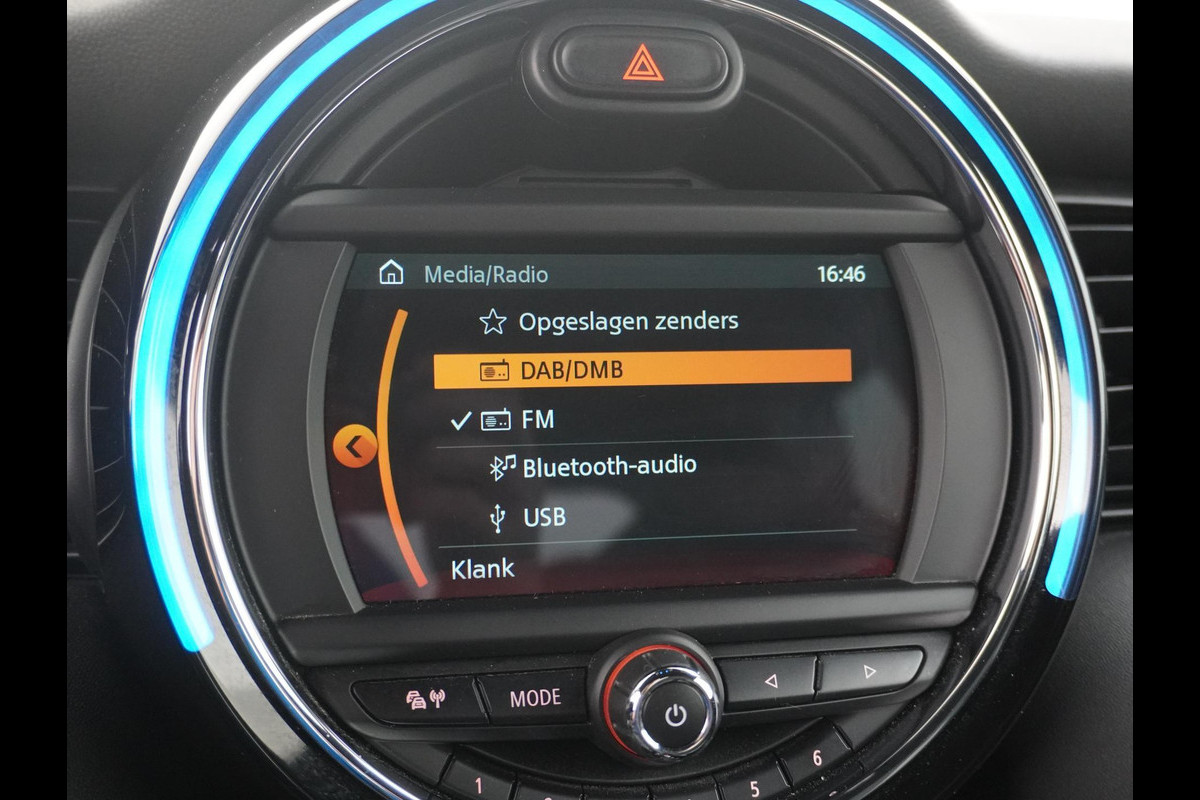 Media/Radio 16:46
Opgeslagen zenders
DAB/DMB
FM
Bluetooth-audio
USB
Klank
MODE
1 5 6